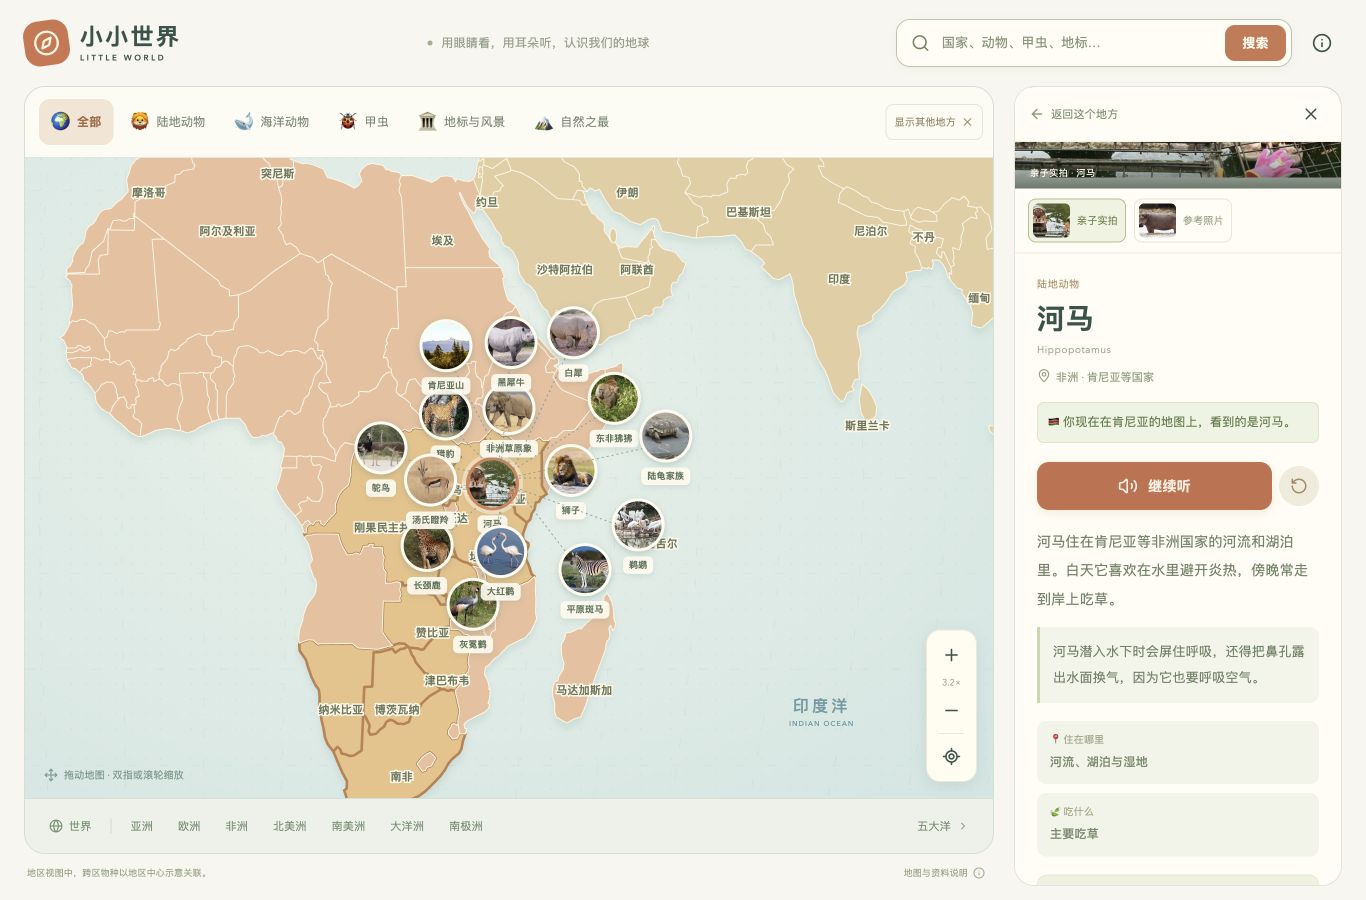 小小世界
LITTLE WORLD
用眼睛看，用耳朵听，认识我们的地球
国家、动物、甲虫、地标...
搜索
全部
陆地动物
海洋动物
甲虫
地标与风景
自然之最
显示其他地方
突尼斯
摩洛哥
阿尔及利亚
埃及
约旦
伊朗
巴基斯坦
沙特阿拉伯
阿联酋
尼泊尔
不丹
印度
缅甸
斯里兰卡
肯尼亚山
黑犀牛
白犀
猎豹
非洲草原象
东非狒狒
陆龟家族
鸵鸟
汤氏瞪羚
河马
狮子
刚果民主共
达
亚
舌尔
鹈鹕
长颈鹿
大红鹳
平原斑马
赞比亚
灰冕鹤
津巴布韦
马达加斯加
纳米比亚
博茨瓦纳
南非
印度洋
INDIAN OCEAN
3.2×
拖动地图 · 双指或滚轮缩放
世界
亚洲
欧洲
非洲
北美洲
南美洲
大洋洲
南极洲
五大洋
地区视图中，跨区物种以地区中心示意关联。
地图与资料说明
返回这个地方
亲子实拍 · 河马
亲子实拍
参考照片
陆地动物
河马
Hippopotamus
非洲 · 肯尼亚等国家
你现在在肯尼亚的地图上，看到的是河马。
继续听
河马住在肯尼亚等非洲国家的河流和湖泊
里。白天它喜欢在水里避开炎热，傍晚常走
到岸上吃草。
河马潜入水下时会屏住呼吸，还得把鼻孔露
出水面换气，因为它也要呼吸空气。
住在哪里
河流、湖泊与湿地
吃什么
主要吃草